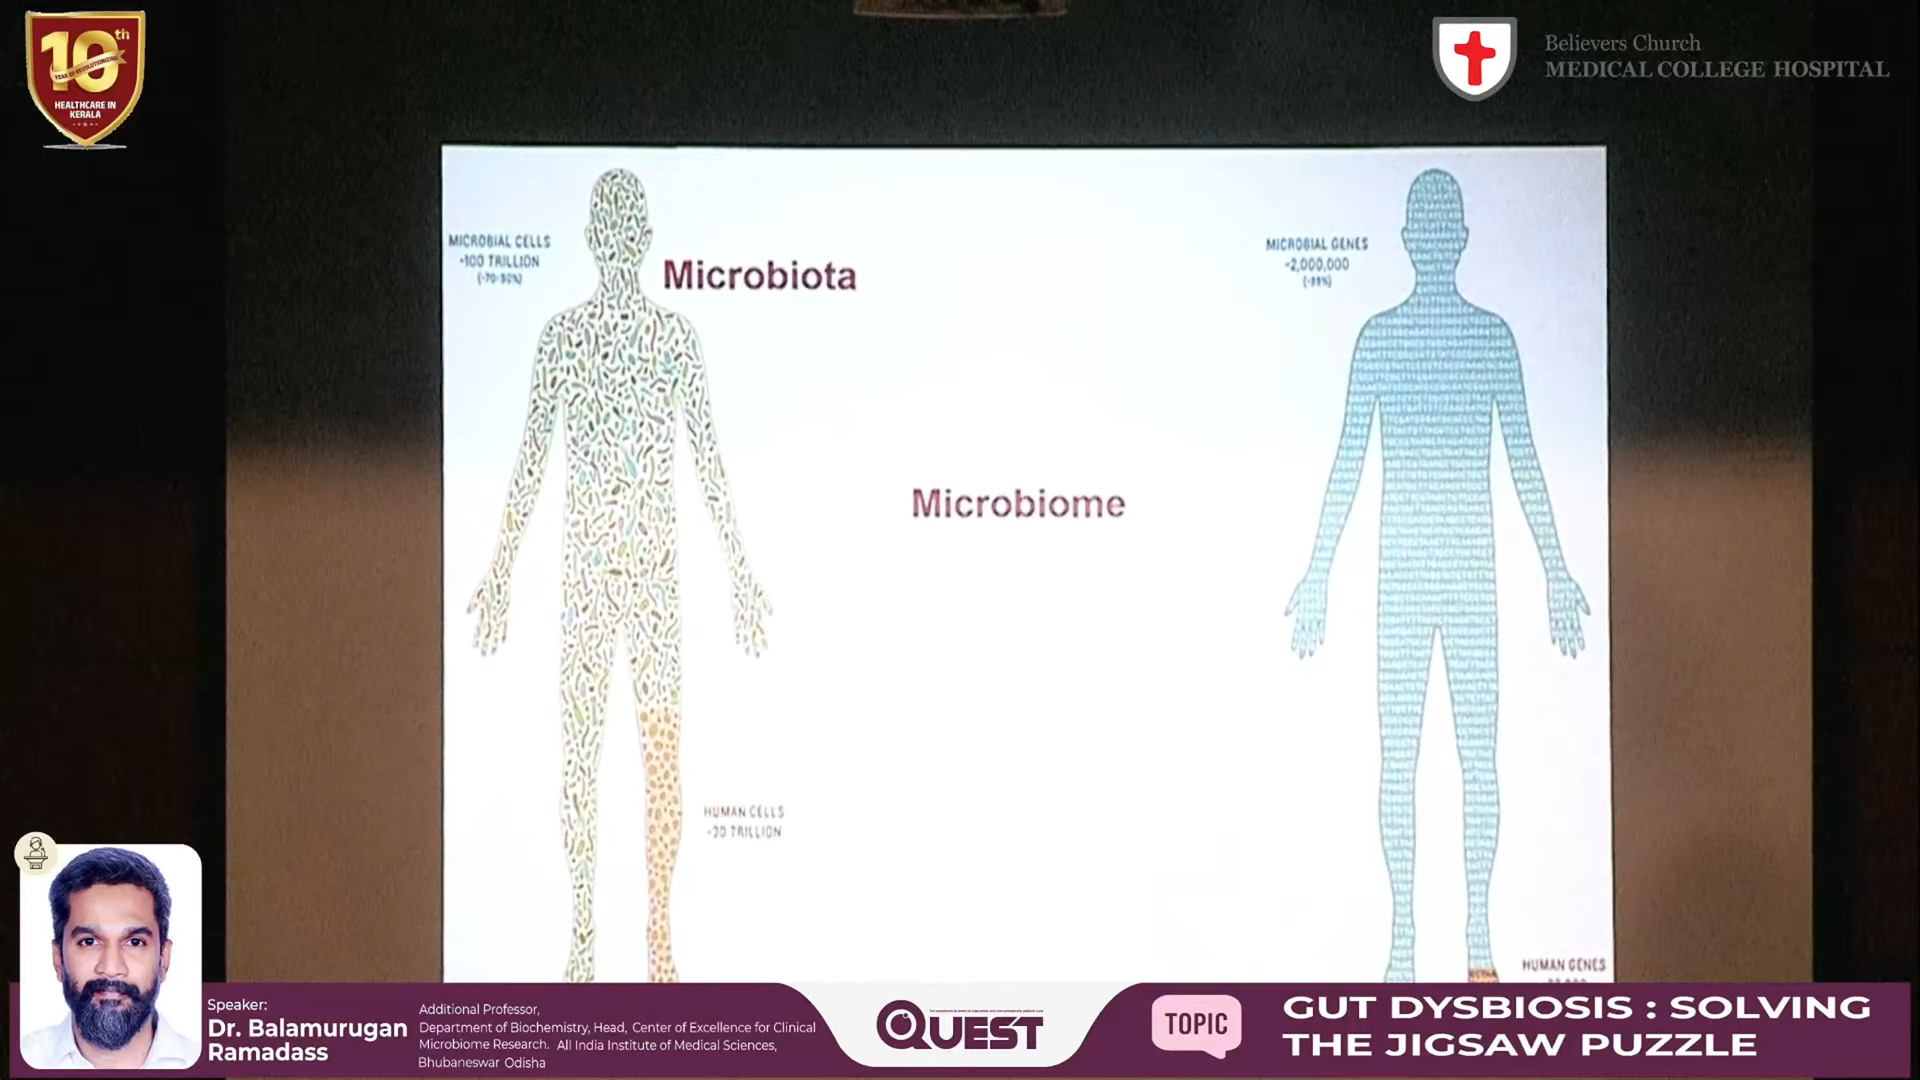 10th
YEAR OF REVOLUTIONIZING
HEALTHCARE IN
KERALA
Believers Church
MEDICAL COLLEGE HOSPITAL
MICROBIAL CELLS
~100 TRILLION
(~70-90%)
Microbiota
MICROBIAL GENES
~2,000,000
(~99%)
Microbiome
HUMAN CELLS
~30 TRILLION
HUMAN GENES
Speaker:
Dr. Balamurugan
Ramadass
Additional Professor,
Department of Biochemistry, Head, Center of Excellence for Clinical
Microbiome Research. All India Institute of Medical Sciences,
Bhubaneswar Odisha
QUEST
TOPIC
GUT DYSBIOSIS : SOLVING
THE JIGSAW PUZZLE